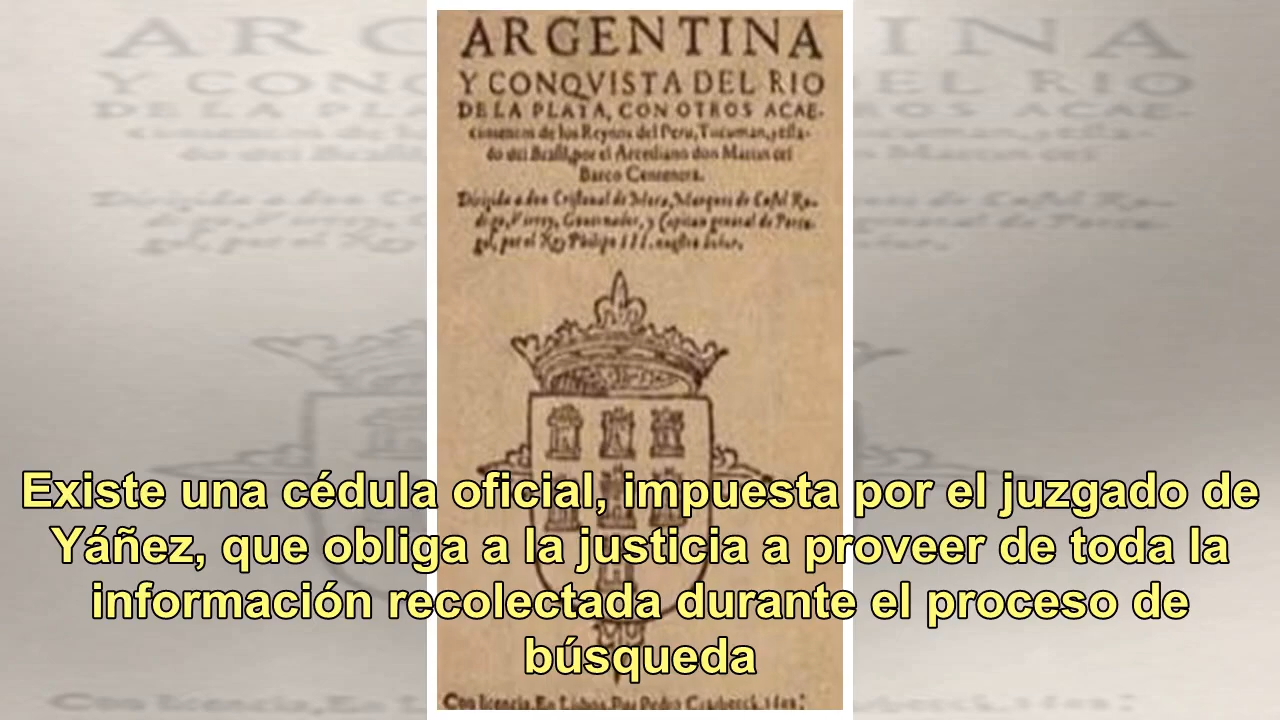 ARGENTINA
Y CONQVISTA DEL RIO
DE LA PLATA, CON OTROS ACAE-
cimientos de los Reynos del Peru, Tucuman, y esta-
do del Brasil, por el Arcediano don Martin del
Barco Centenera.
Dirigida a don Cristoual de Mora, Marques de Castel Ro-
drigo, Virrey, Gouernador, y Capitan general de Portu-
gal, por el Rey Philipo III. nuestro Señor.
Existe una cédula oficial, impuesta por el juzgado de
Yáñez, que obliga a la justicia a proveer de toda la
información recolectada durante el proceso de
búsqueda
Con licencia, En Lisboa, Por Pedro Crasbeeck,